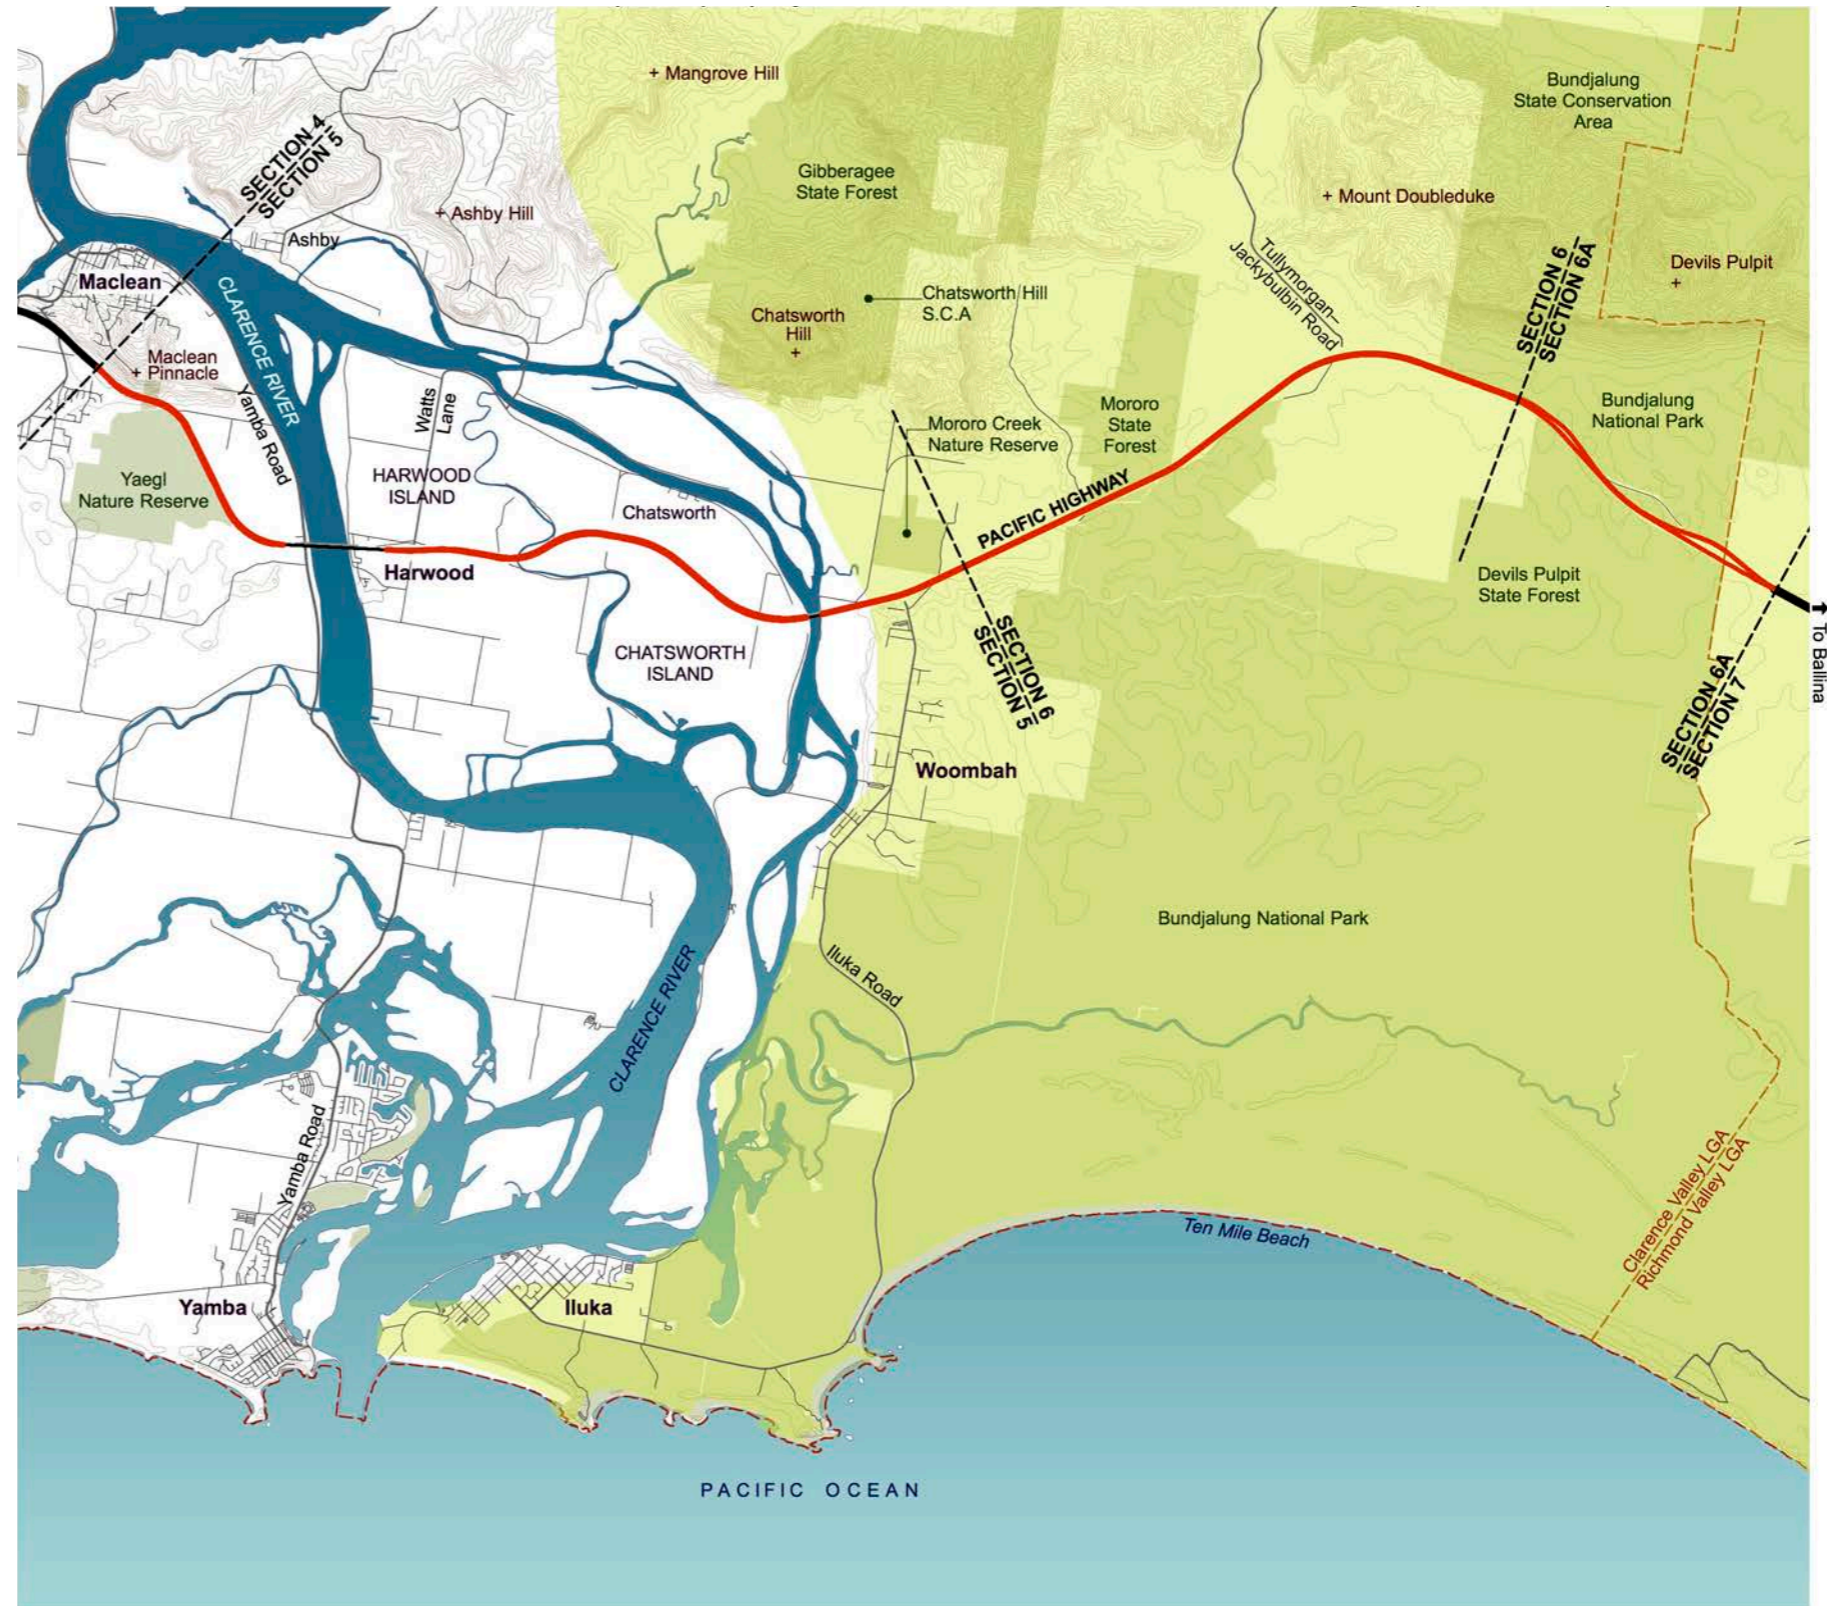 + Mangrove Hill
Bundjalung
State Conservation
Area
SECTION 4
SECTION 5
Gibberagee
State Forest
+ Ashby Hill
+ Mount Doubleduke
Ashby
Tullymorgan–
Jackybulbin Road
SECTION 6
SECTION 6A
Devils Pulpit
+
Maclean
CLARENCE RIVER
Chatsworth Hill
S.C.A
Chatsworth
Hill
+
Maclean
+ Pinnacle
Yamba Road
Watts
Lane
Mororo Creek
Nature Reserve
Mororo
State
Forest
Bundjalung
National Park
Yaegl
Nature Reserve
HARWOOD
ISLAND
Chatsworth
PACIFIC HIGHWAY
Harwood
Devils Pulpit
State Forest
To Ballina
CHATSWORTH
ISLAND
SECTION 6
SECTION 5
SECTION 6A
SECTION 7
Woombah
Bundjalung National Park
Iluka Road
CLARENCE RIVER
Yamba Road
Clarence Valley LGA
Richmond Valley LGA
Ten Mile Beach
Yamba
Iluka
PACIFIC OCEAN